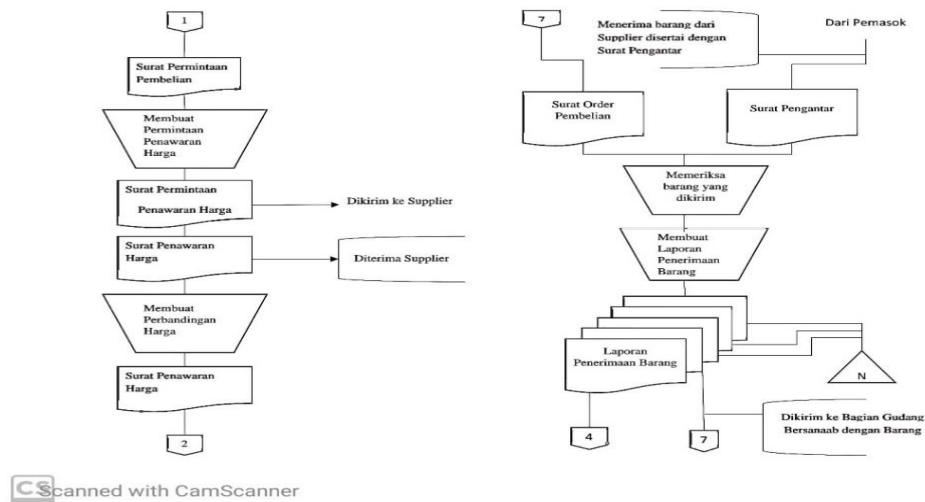 1
Surat Permintaan
Pembelian
Membuat
Permintaan
Penawaran
Harga
Surat Permintaan
Penawaran Harga
Dikirim ke Supplier
Surat Penawaran
Harga
Diterima Supplier
Membuat
Perbandingan
Harga
Surat Penawaran
Harga
2
7
Menerima barang dari
Supplier disertai dengan
Surat Pengantar
Dari Pemasok
Surat Order
Pembelian
Surat Pengantar
Memeriksa
barang yang
dikirim
Membuat
Laporan
Penerimaan
Barang
Laporan
Penerimaan Barang
N
4
7
Dikirim ke Bagian Gudang
Bersanaab dengan Barang
CS
Scanned with CamScanner